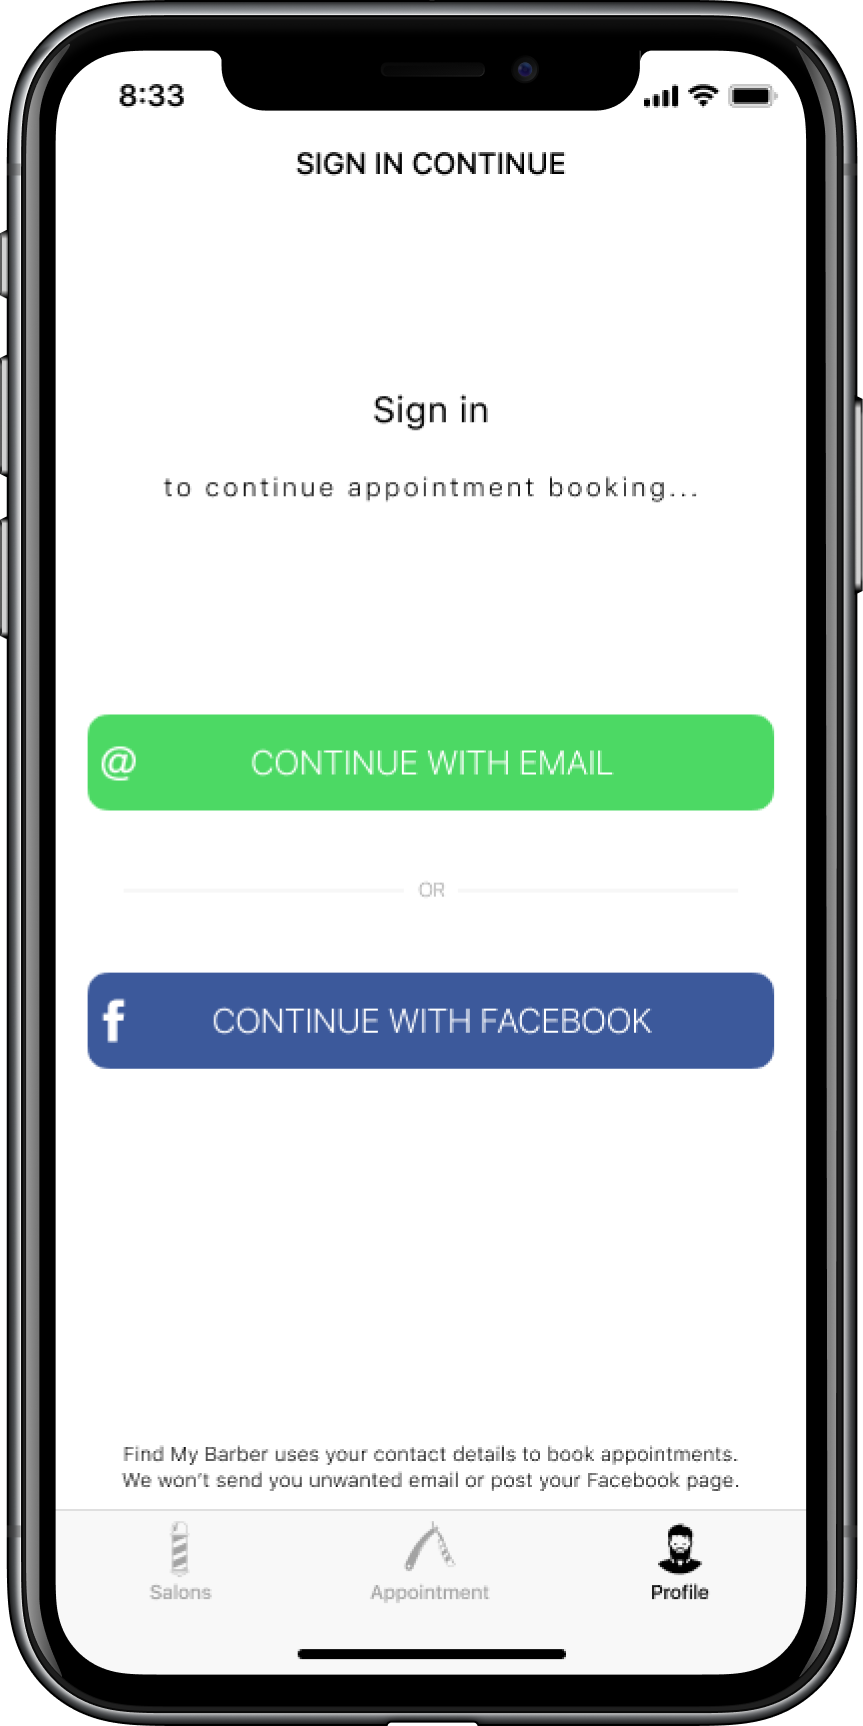 8:33
SIGN IN CONTINUE
Sign in
to continue appointment booking...
@ CONTINUE WITH EMAIL
OR
f CONTINUE WITH FACEBOOK
Find My Barber uses your contact details to book appointments.
We won't send you unwanted email or post your Facebook page.
Salons Appointment Profile